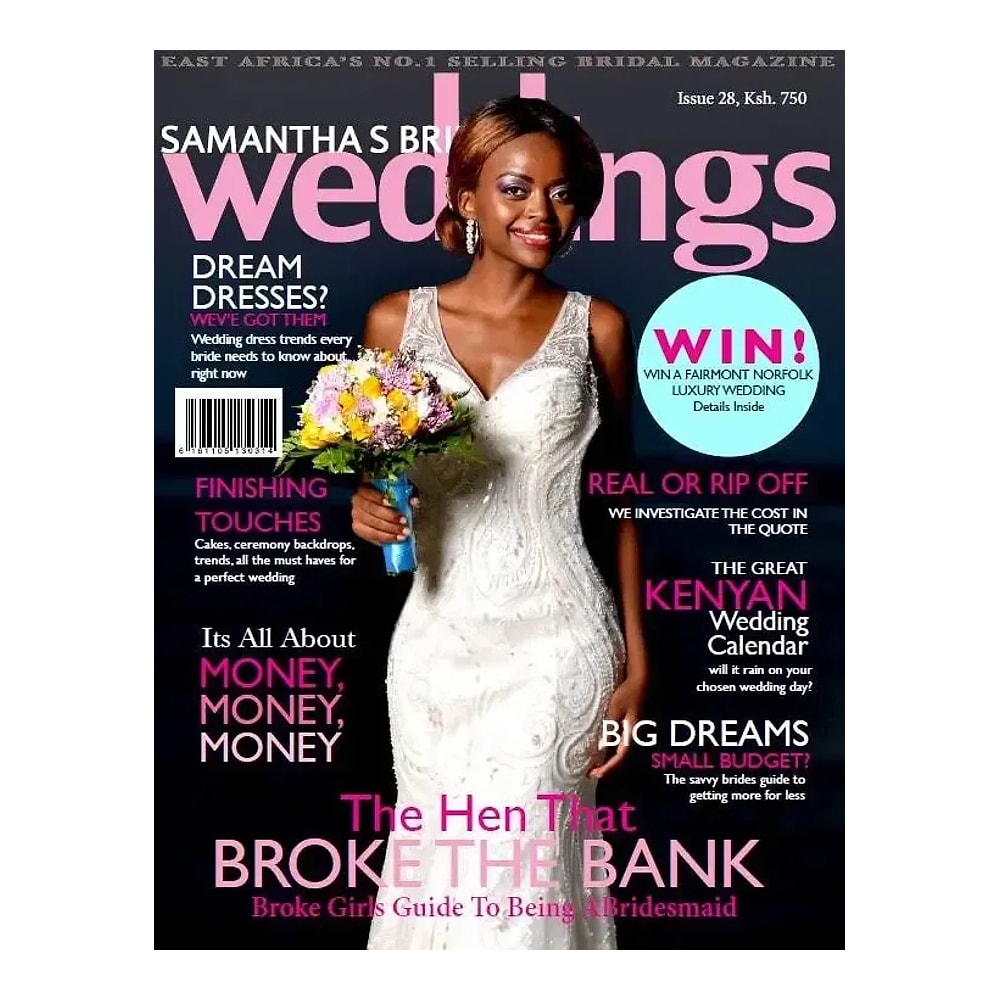 EAST AFRICA'S NO.1 SELLING BRIDAL MAGAZINE
Issue 28, Ksh. 750
SAMANTHA S BRI
weddings
DREAM
DRESSES?
WEV'E GOT THEM
Wedding dress trends every
bride needs to know about
right now
WIN!
WIN A FAIRMONT NORFOLK
LUXURY WEDDING
Details Inside
6 161105 130314
FINISHING
TOUCHES
Cakes, ceremony backdrops,
trends, all the must haves for
a perfect wedding
REAL OR RIP OFF
WE INVESTIGATE THE COST IN
THE QUOTE
THE GREAT
KENYAN
Wedding
Calendar
will it rain on your
chosen wedding day?
Its All About
MONEY,
MONEY,
MONEY
BIG DREAMS
SMALL BUDGET?
The savvy brides guide to
getting more for less
The Hen That
BROKE THE BANK
Broke Girls Guide To Being ABridesmaid